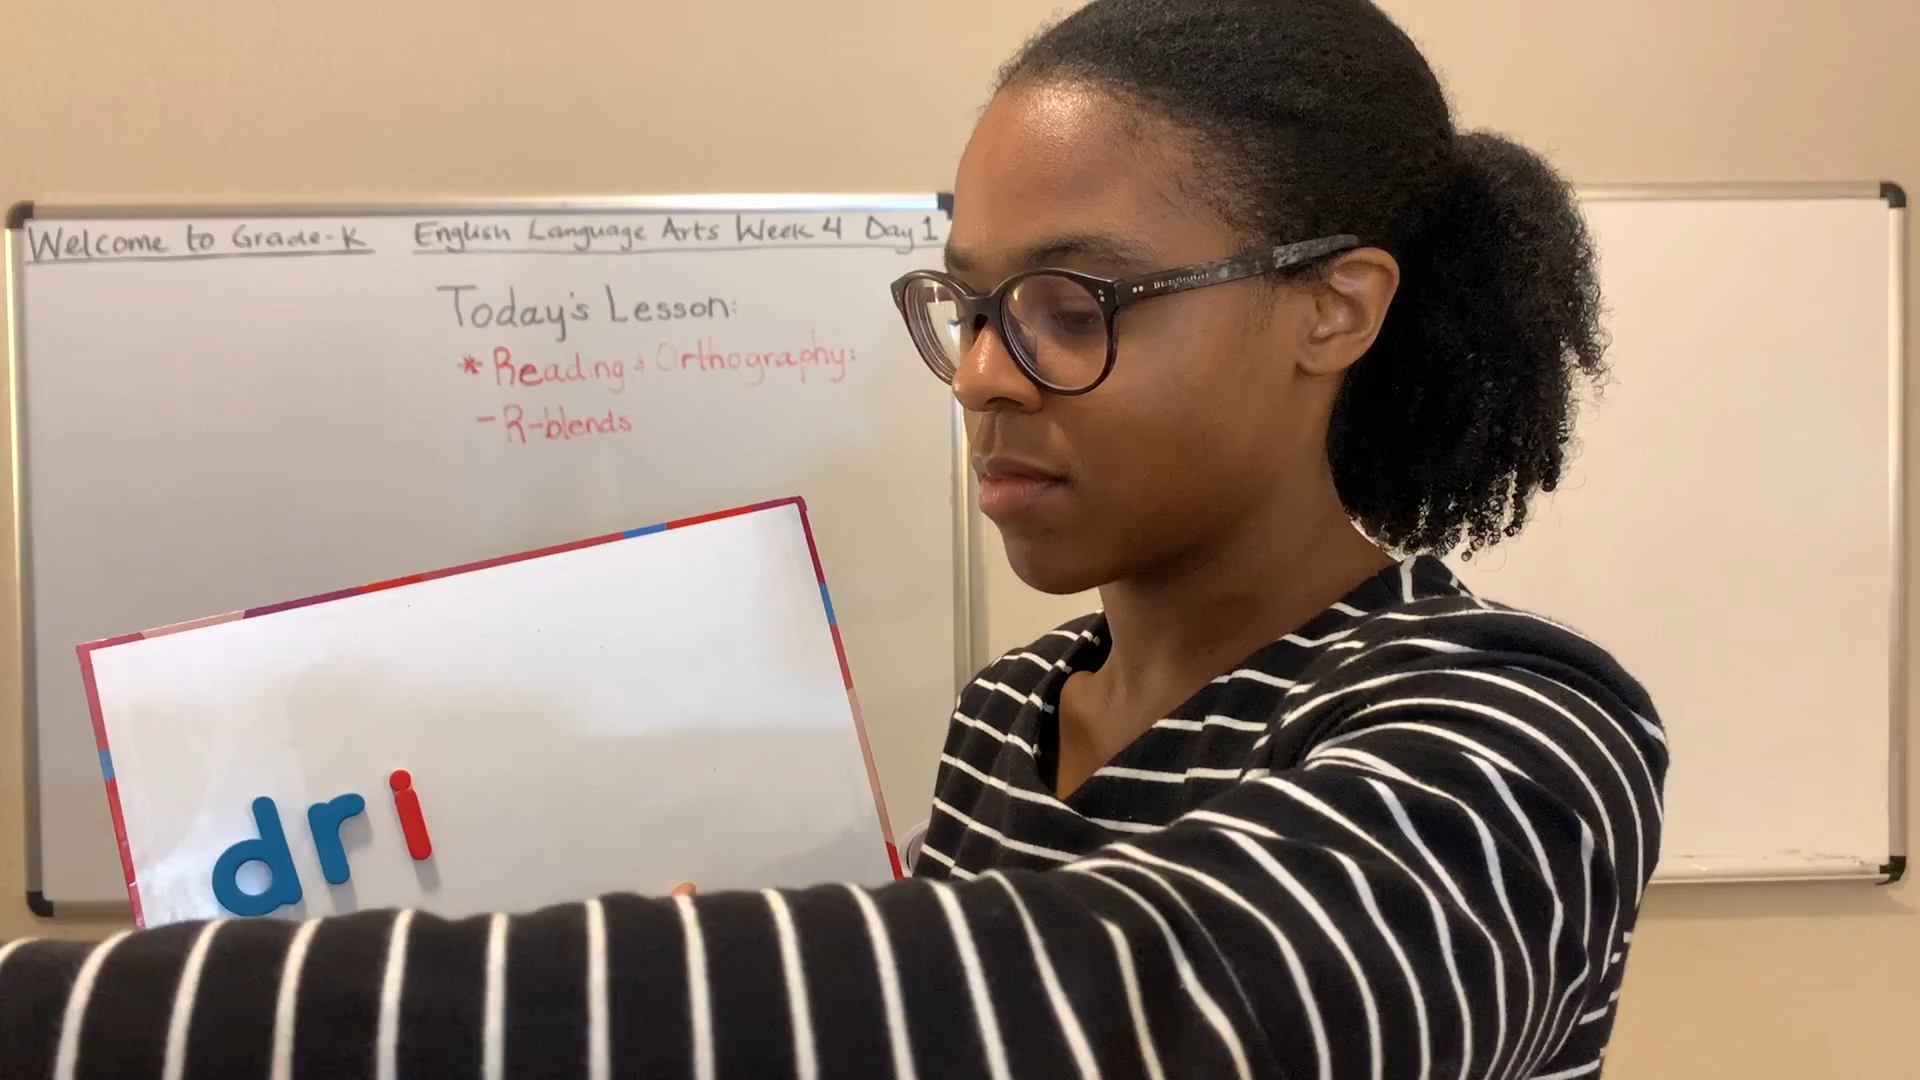 Welcome to Grade-K English Language Arts Week 4 Day 1
Today's Lesson:
* Reading & Orthography:
- R-blends
dri